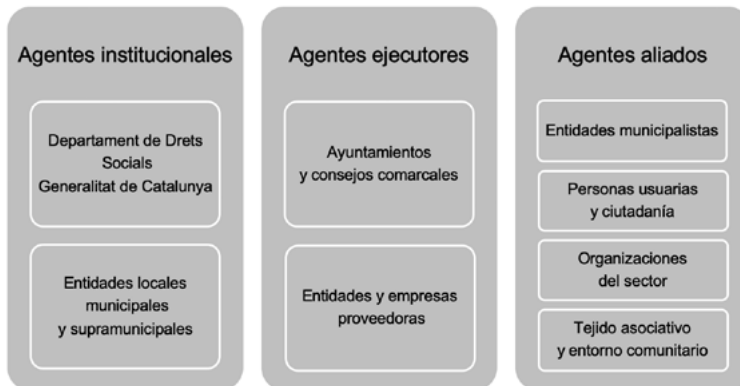 Agentes institucionales
Departament de Drets
Socials
Generalitat de Catalunya
Entidades locales
municipales
y supramunicipales
Agentes ejecutores
Ayuntamientos
y consejos comarcales
Entidades y empresas
proveedoras
Agentes aliados
Entidades municipalistas
Personas usuarias
y ciutadanía
Organizaciones
del sector
Tejido asociativo
y entorno comunitario